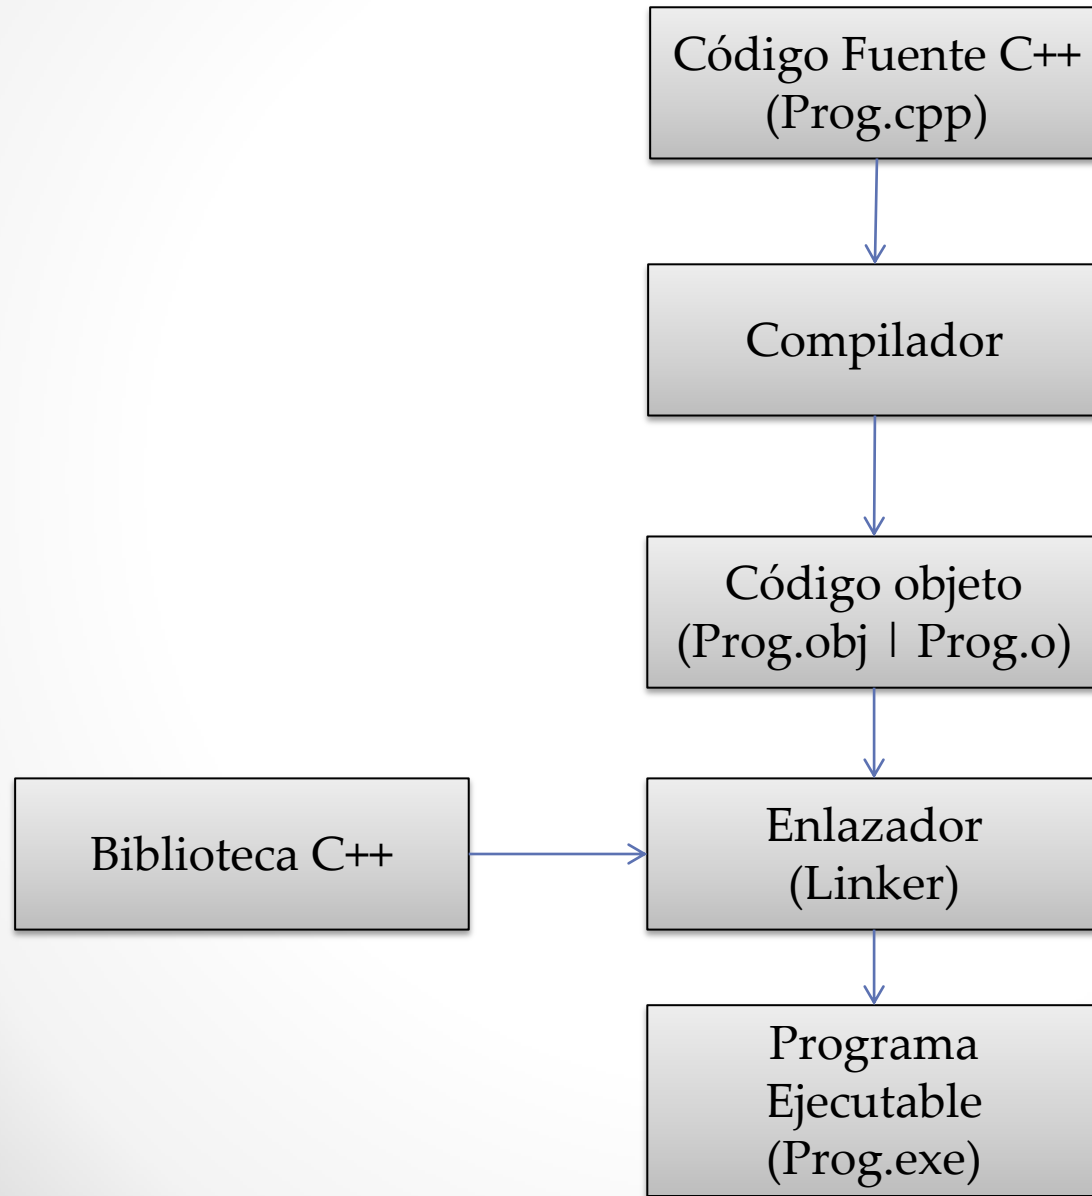 Código Fuente C++
(Prog.cpp)
Compilador
Código objeto
(Prog.obj | Prog.o)
Biblioteca C++
Enlazador
(Linker)
Programa
Ejecutable
(Prog.exe)